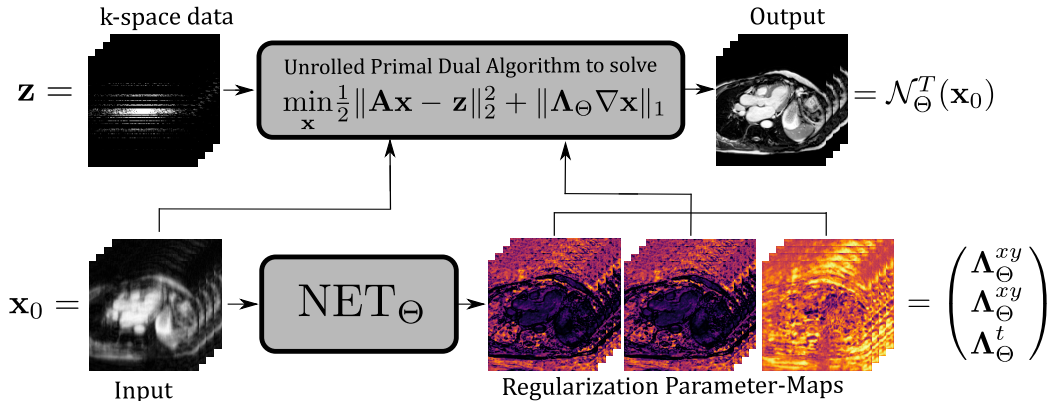 k-space data
Output
z =
Unrolled Primal Dual Algorithm to solve
min_x 1/2 ‖Ax − z‖₂² + ‖Λ_Θ ∇x‖₁
= 𝒩_Θ^T(x₀)
x₀ =
NET_Θ
= (Λ_Θ^{xy}
Λ_Θ^{xy}
Λ_Θ^t)
Input
Regularization Parameter-Maps